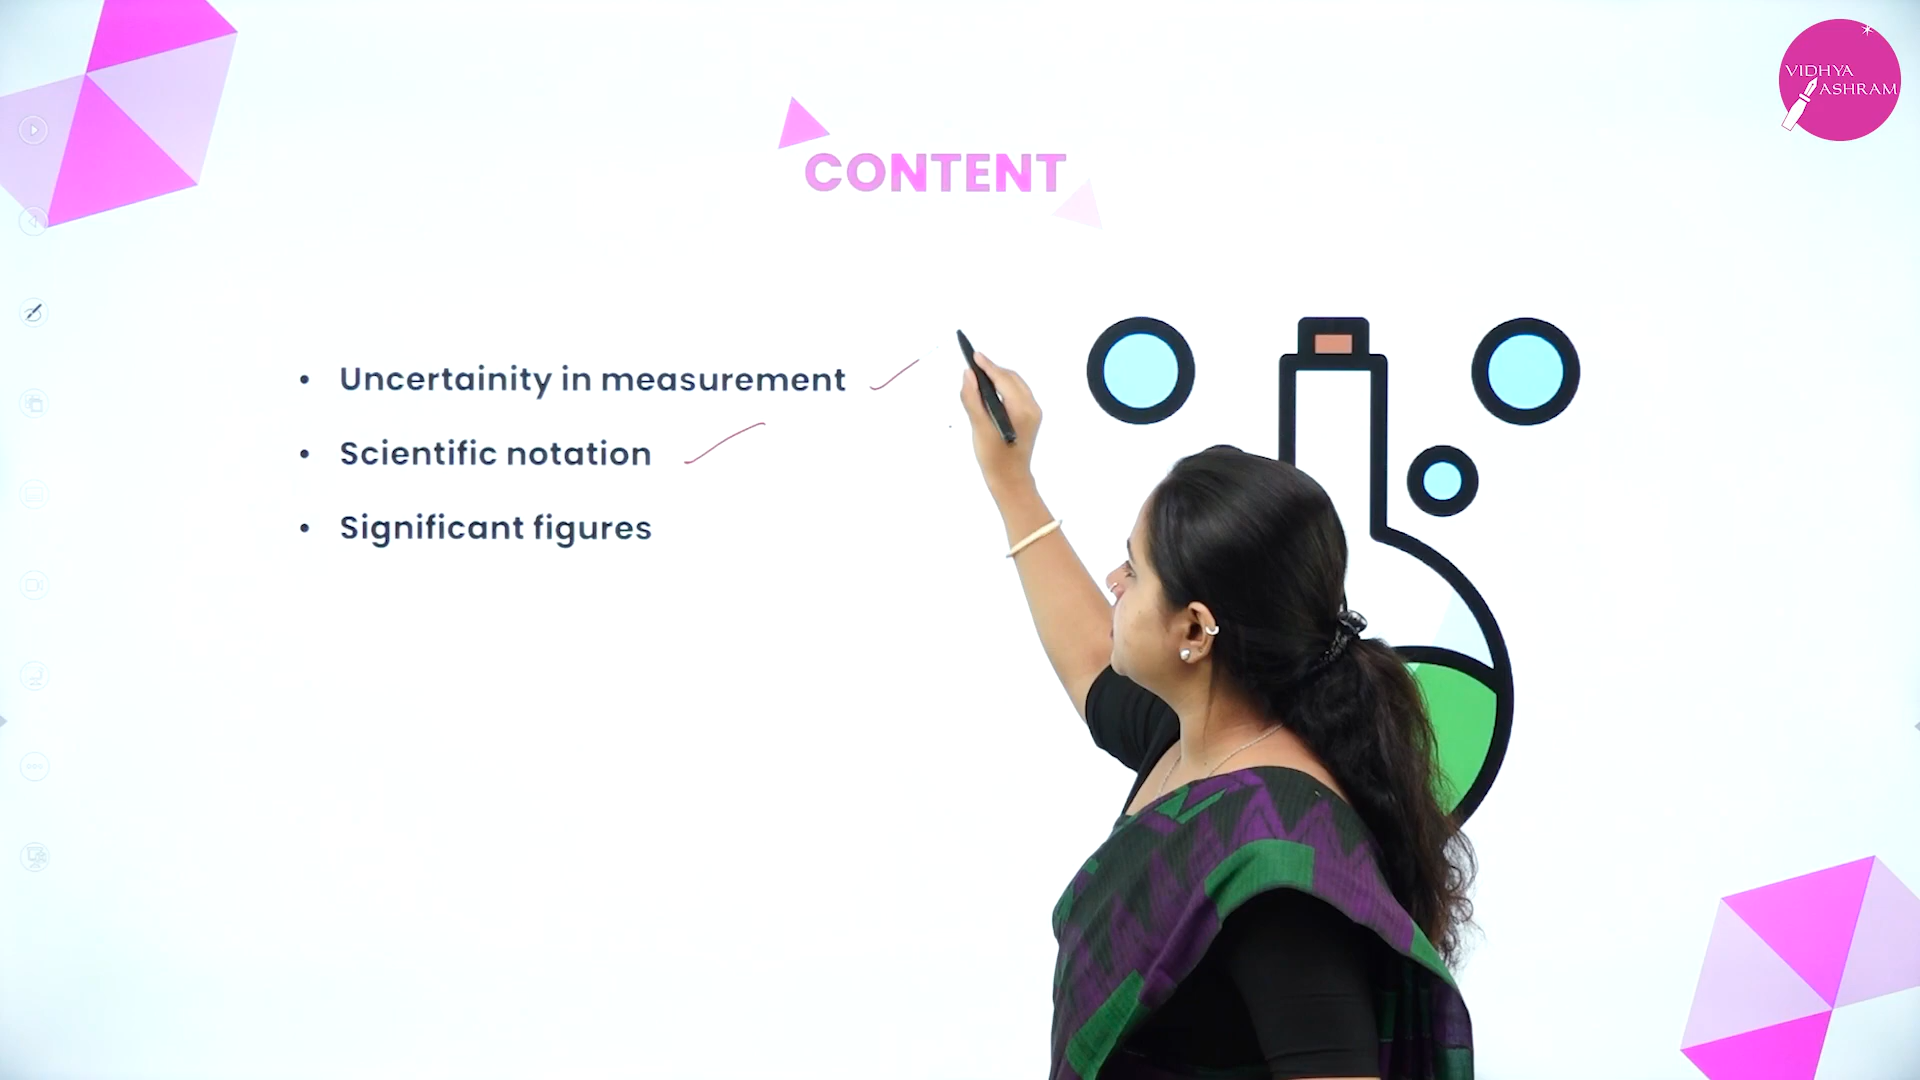 VIDHYA
ASHRAM
CONTENT
• Uncertainity in measurement
• Scientific notation
• Significant figures